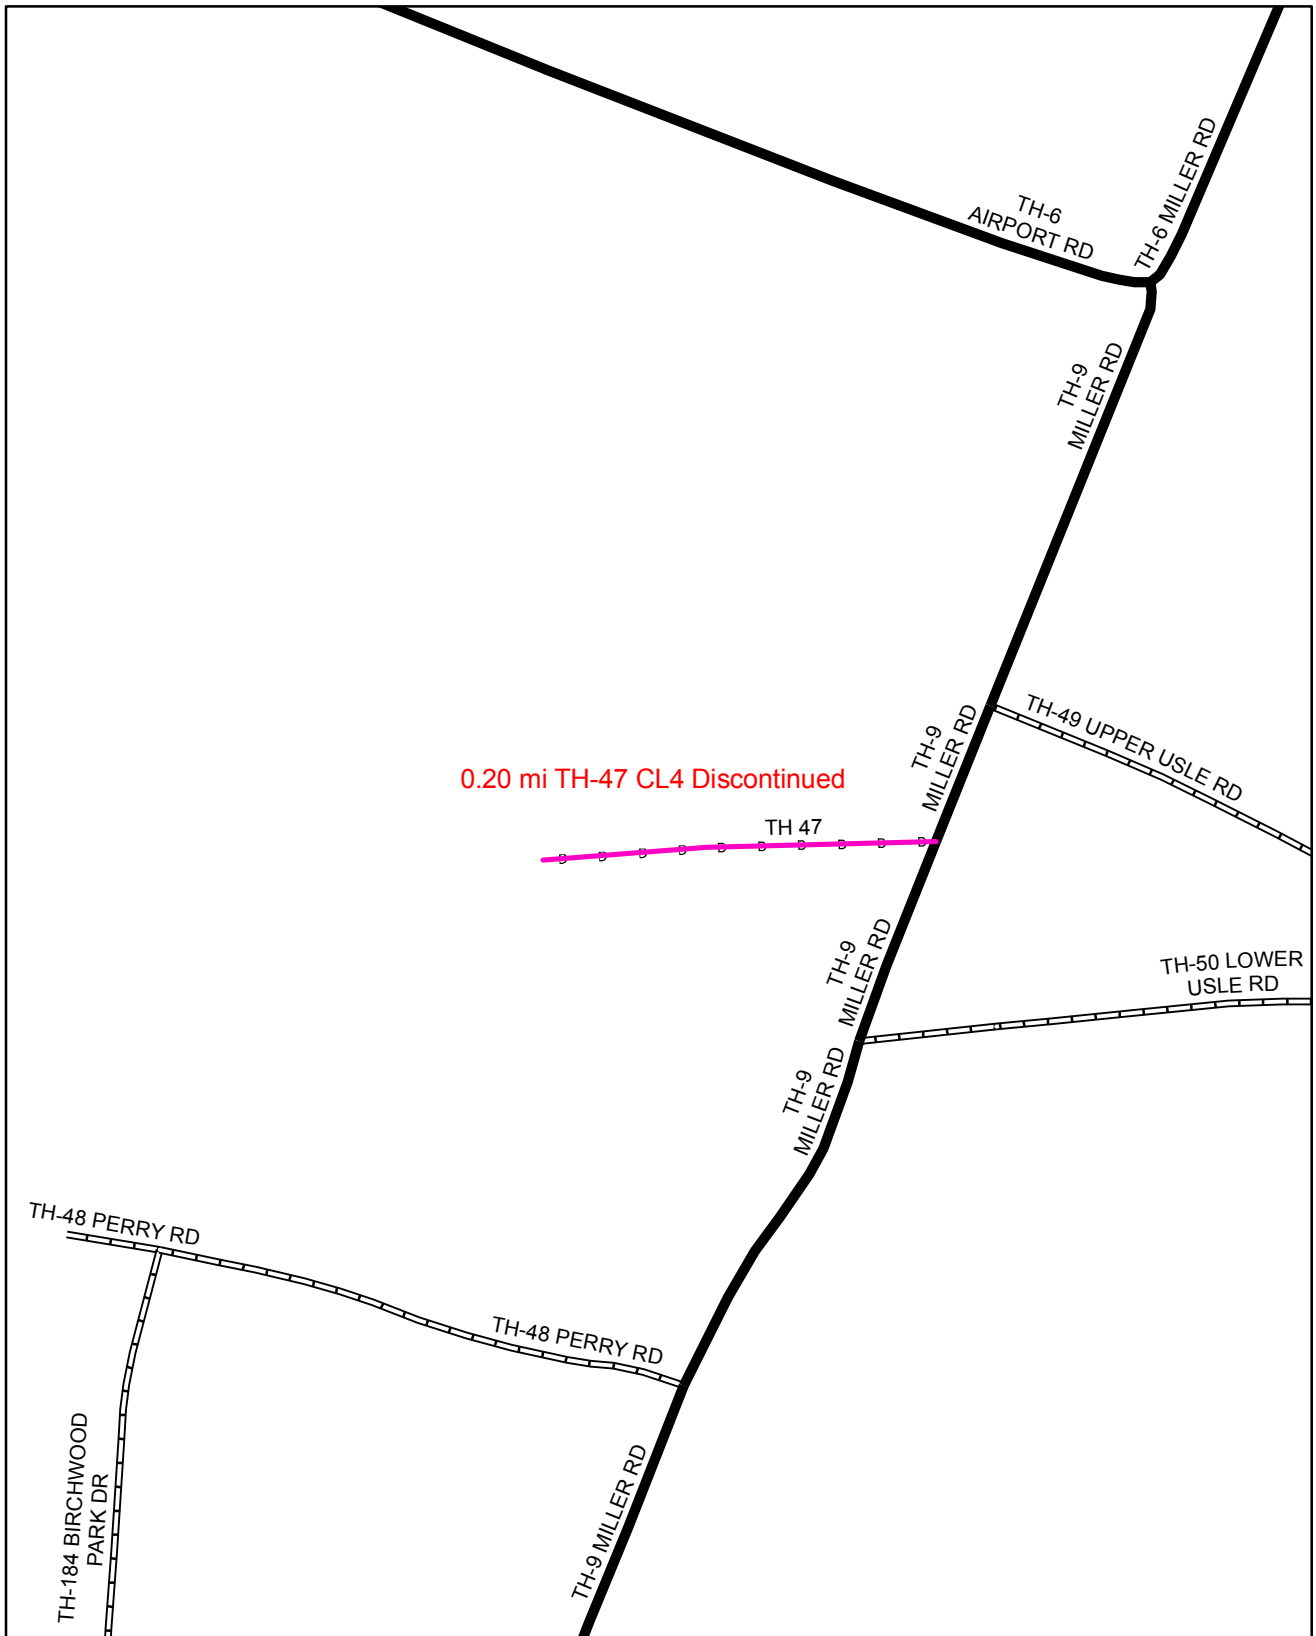 TH-6 MILLER RD
TH-6
AIRPORT RD
TH-9
MILLER RD
TH-49 UPPER USLE RD
TH-9
MILLER RD
0.20 mi TH-47 CL4 Discontinued
TH 47
D D D D D D D D D D
TH-9
MILLER RD
TH-50 LOWER
USLE RD
TH-9
MILLER RD
TH-48 PERRY RD
TH-48 PERRY RD
TH-184 BIRCHWOOD
PARK DR
TH-9 MILLER RD